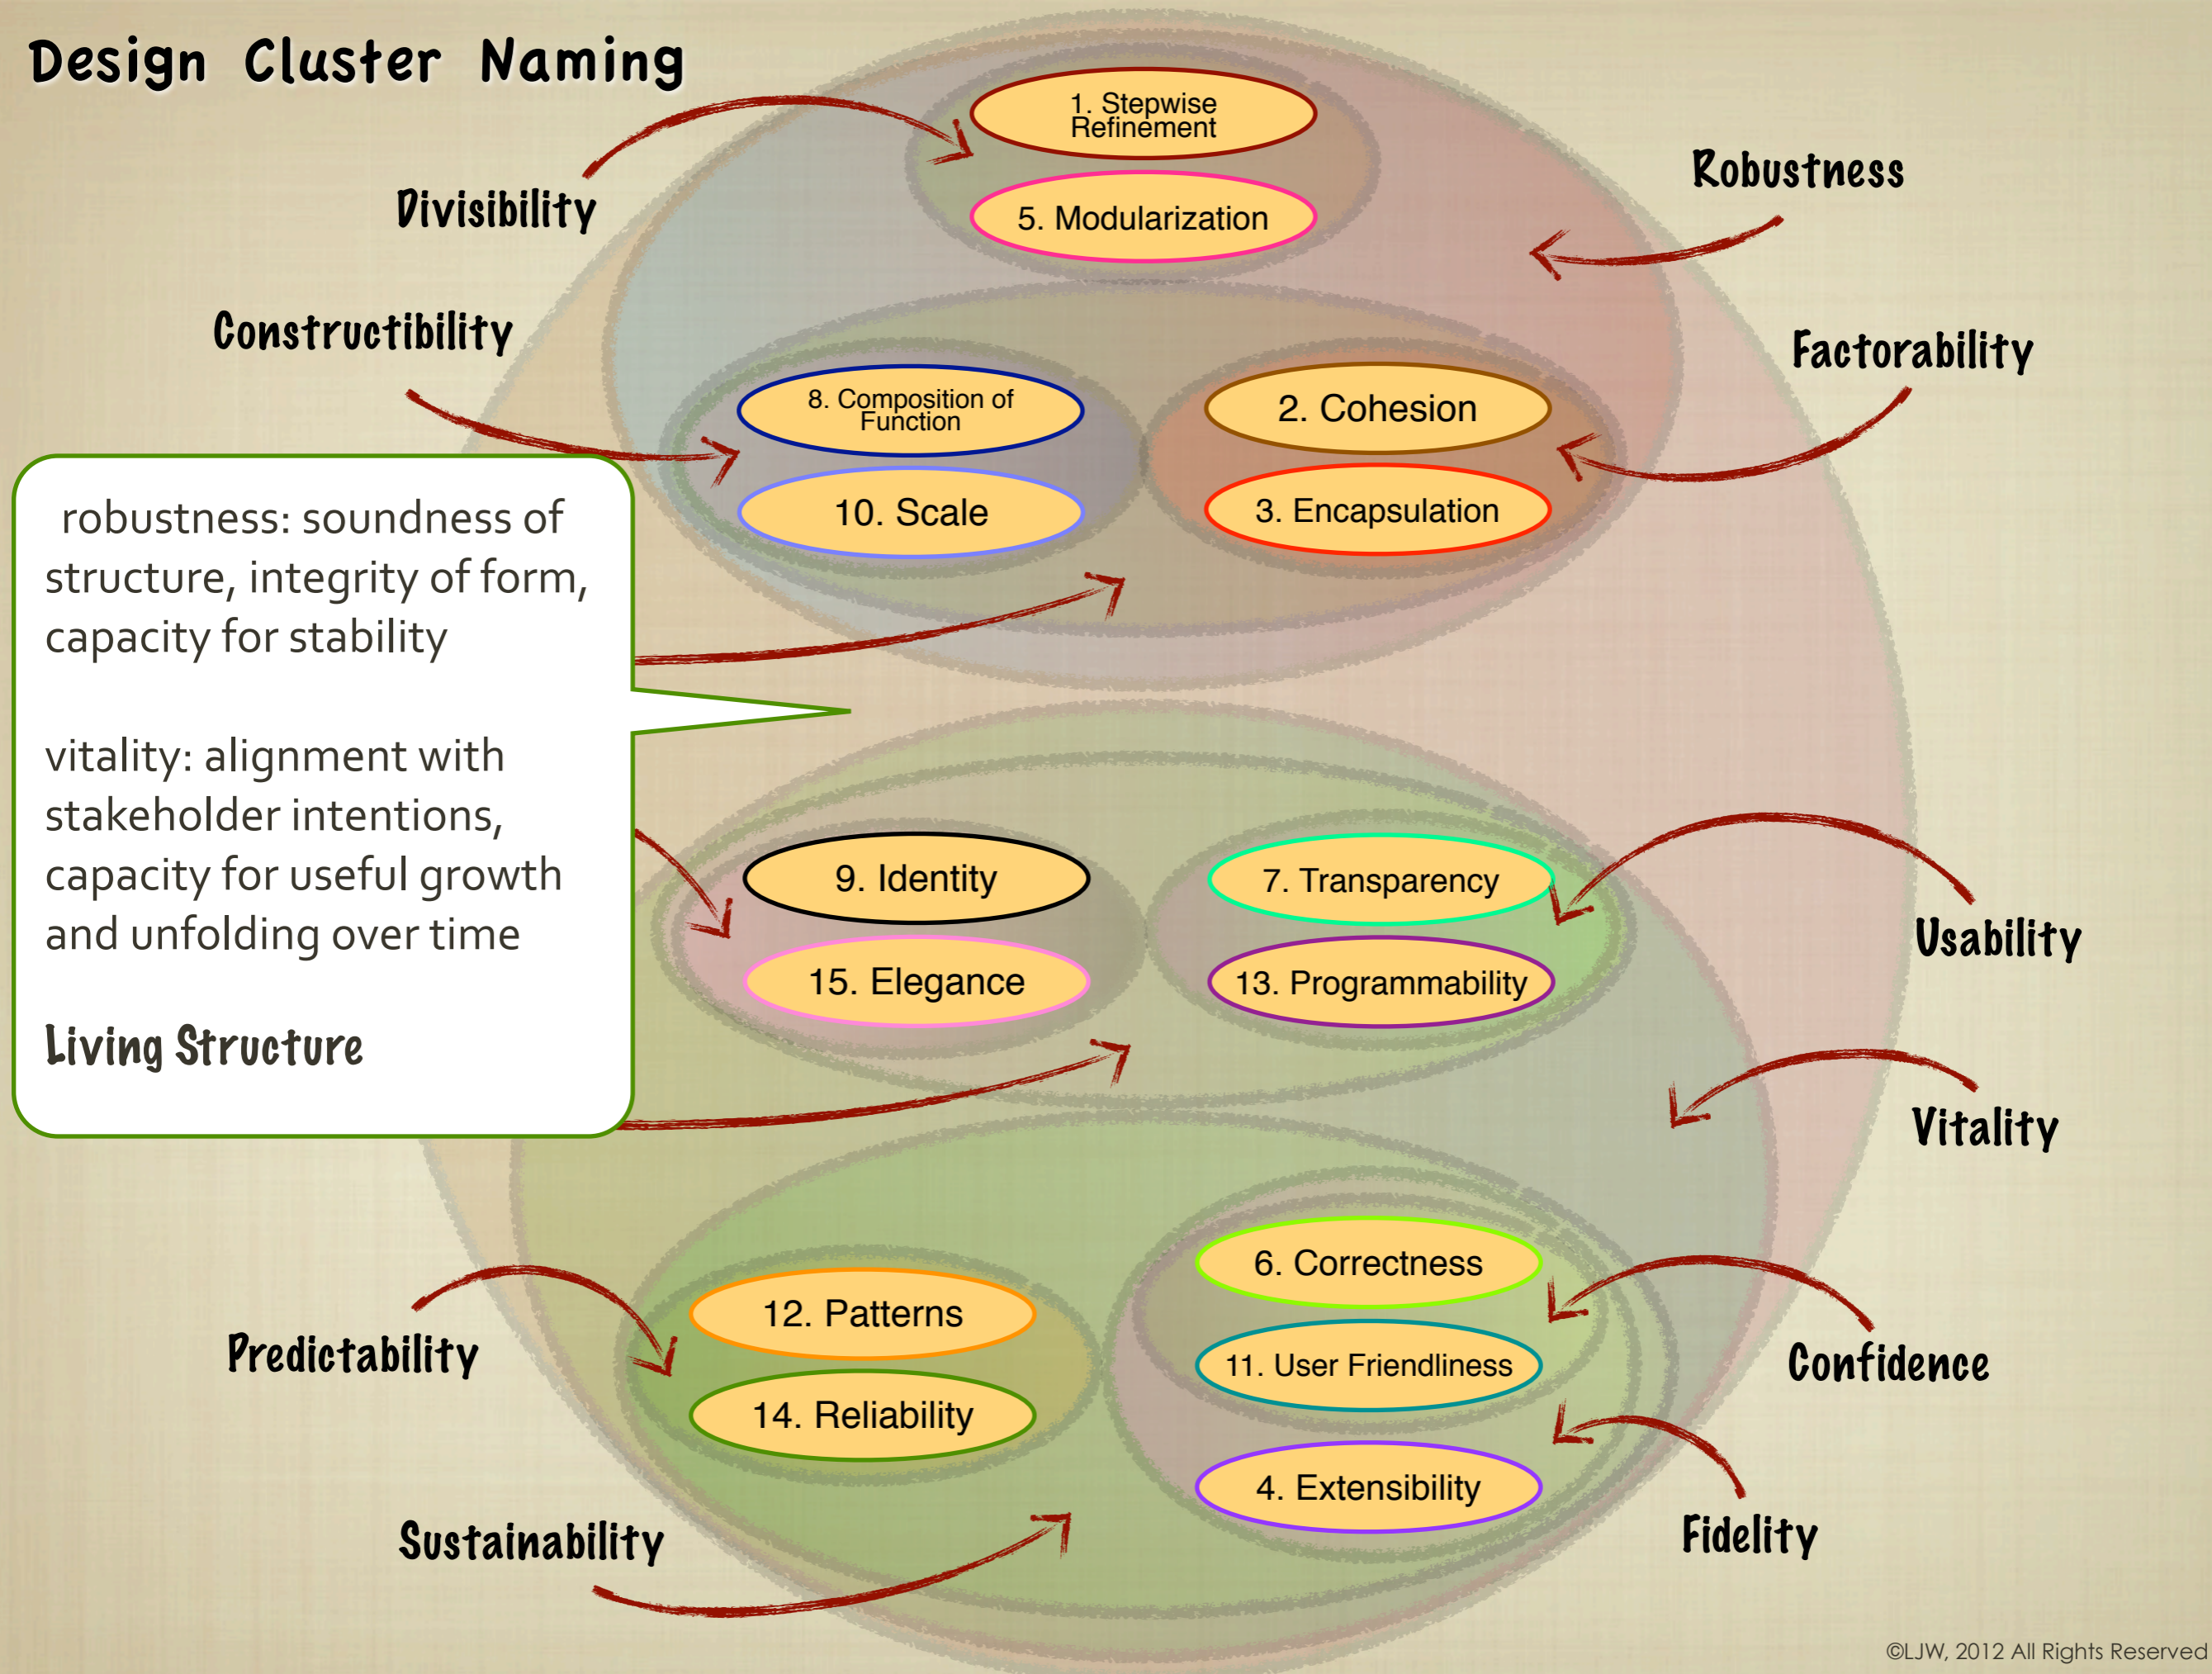 Design Cluster Naming
1. Stepwise
Refinement
5. Modularization
Divisibility
Robustness
Constructibility
Factorability
8. Composition of
Function
2. Cohesion
10. Scale
3. Encapsulation
robustness: soundness of
structure, integrity of form,
capacity for stability
vitality: alignment with
stakeholder intentions,
capacity for useful growth
and unfolding over time
Living Structure
9. Identity
7. Transparency
15. Elegance
13. Programmability
Usability
Vitality
6. Correctness
12. Patterns
11. User Friendliness
Predictability
Confidence
14. Reliability
4. Extensibility
Sustainability
Fidelity
©LJW, 2012 All Rights Reserved